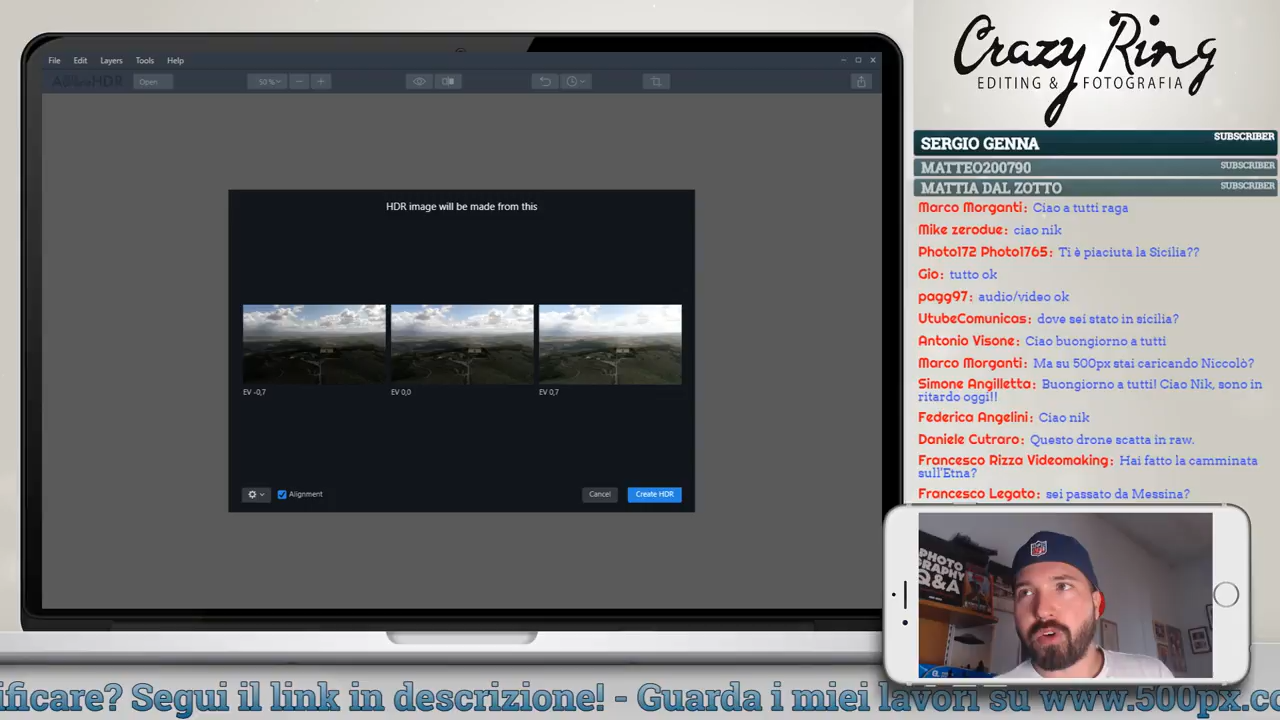 File Edit Layers Tools Help
Open 50 %
HDR image will be made from this
EV -0,7 EV 0,0 EV 0,7
Alignment Cancel Create HDR
Crazy Ring
EDITING & FOTOGRAFIA
SERGIO GENNA SUBSCRIBER
MATTEO200790 SUBSCRIBER
MATTIA DAL ZOTTO SUBSCRIBER
Marco Morganti: Ciao a tutti raga
Mike zerodue: ciao nik
Photo172 Photo1765: Ti è piaciuta la Sicilia??
Gio: tutto ok
pagg97: audio/video ok
UtubeComunicas: dove sei stato in sicilia?
Antonio Visone: Ciao buongiorno a tutti
Marco Morganti: Ma su 500px stai caricando Niccolò?
Simone Angilletta: Buongiorno a tutti! Ciao Nik, sono in
ritardo oggi!!
Federica Angelini: Ciao nik
Daniele Cutraro: Questo drone scatta in raw.
Francesco Rizza Videomaking: Hai fatto la camminata
sull'Etna?
Francesco Legato: sei passato da Messina?
PHOTO
GRAPHY
Q&A
ificare? Segui il link in descrizione! - Guarda i miei lavori su www.500px.co